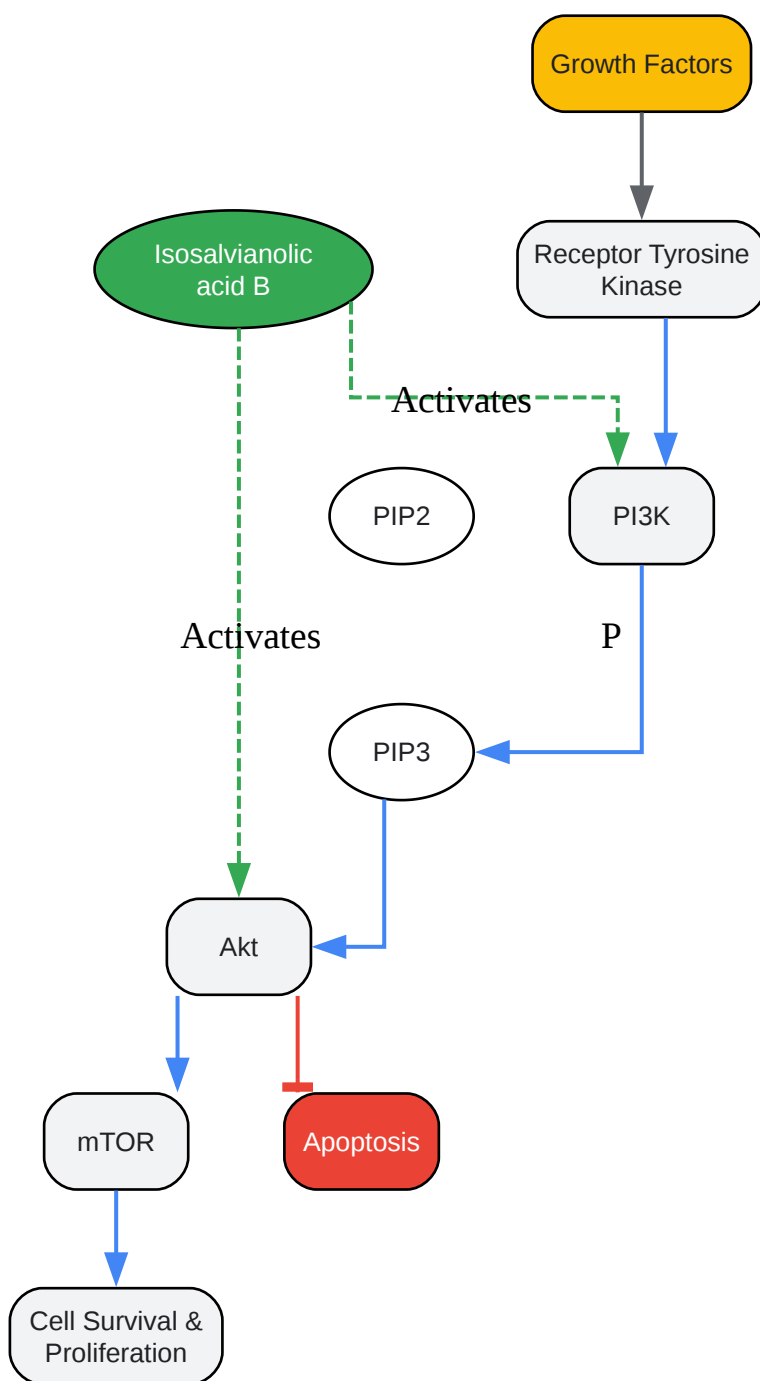 Growth Factors
Isosalvianolic
acid B
Receptor Tyrosine
Kinase
Activates
PIP2
PI3K
Activates
P
PIP3
Akt
mTOR
Apoptosis
Cell Survival &
Proliferation